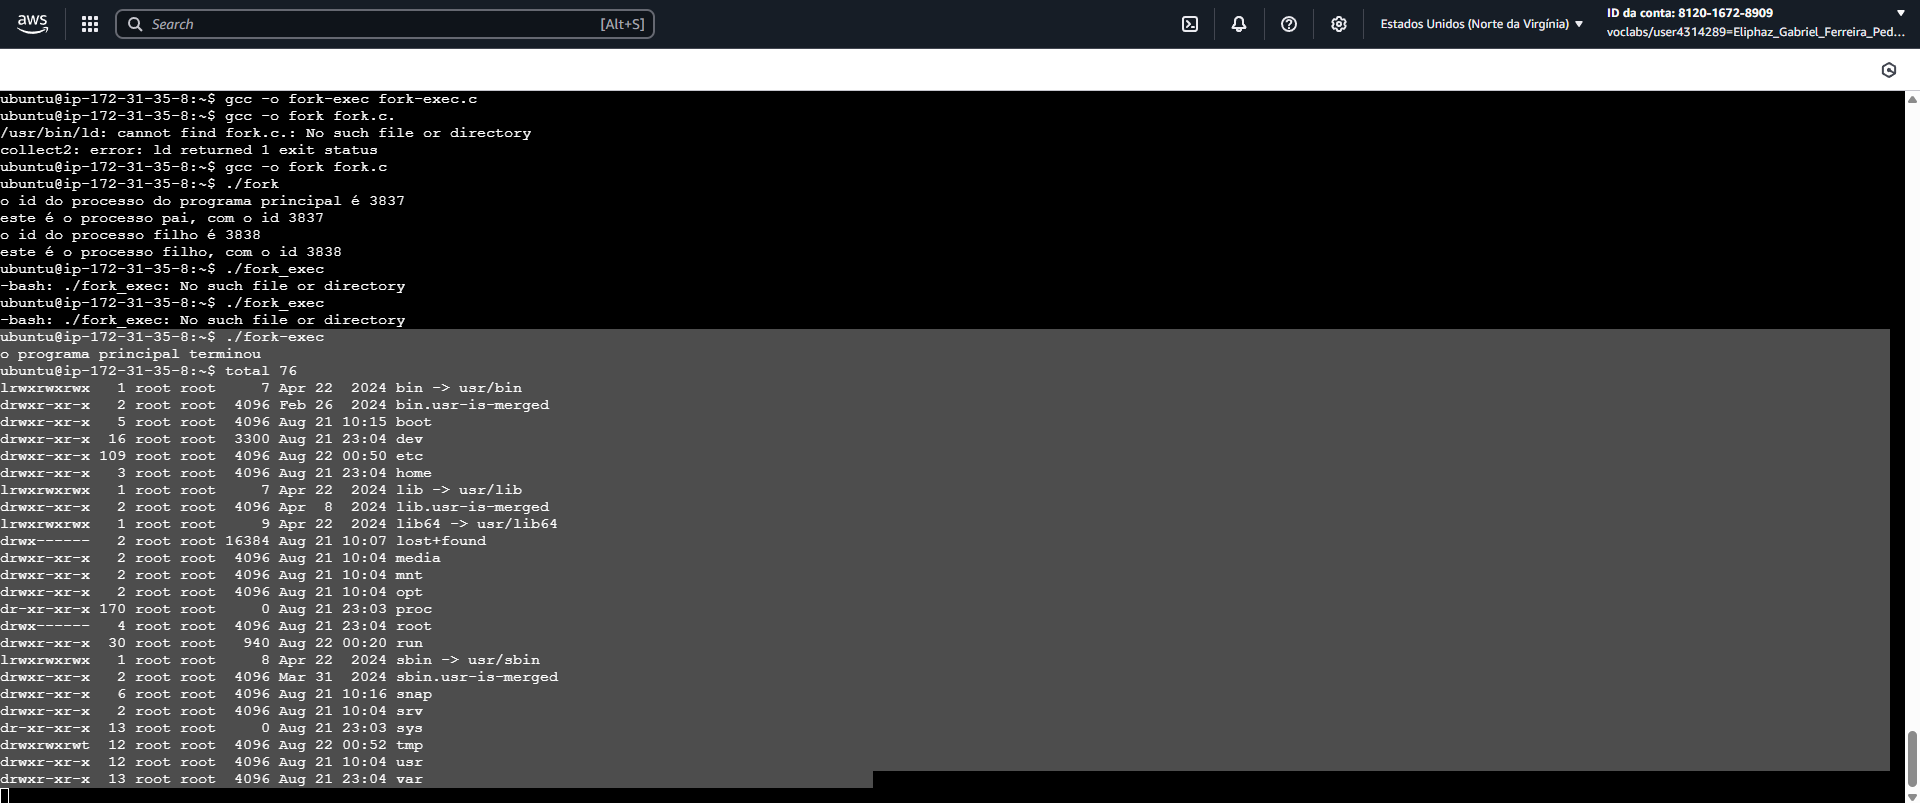 aws
Search [Alt+S]
Estados Unidos (Norte da Virgínia)
ID da conta: 8120-1672-8909
voclabs/user4314289=Eliphaz_Gabriel_Ferreira_Ped...
ubuntu@ip-172-31-35-8:~$ gcc -o fork-exec fork-exec.c
ubuntu@ip-172-31-35-8:~$ gcc -o fork fork.c.
/usr/bin/ld: cannot find fork.c.: No such file or directory
collect2: error: ld returned 1 exit status
ubuntu@ip-172-31-35-8:~$ gcc -o fork fork.c
ubuntu@ip-172-31-35-8:~$ ./fork
o id do processo do programa principal é 3837
este é o processo pai, com o id 3837
o id do processo filho é 3838
este é o processo filho, com o id 3838
ubuntu@ip-172-31-35-8:~$ ./fork_exec
-bash: ./fork_exec: No such file or directory
ubuntu@ip-172-31-35-8:~$ ./fork_exec
-bash: ./fork_exec: No such file or directory
ubuntu@ip-172-31-35-8:~$ ./fork-exec
o programa principal terminou
ubuntu@ip-172-31-35-8:~$ total 76
lrwxrwxrwx   1 root root     7 Apr 22  2024 bin -> usr/bin
drwxr-xr-x   2 root root  4096 Feb 26  2024 bin.usr-is-merged
drwxr-xr-x   5 root root  4096 Aug 21 10:15 boot
drwxr-xr-x  16 root root  3300 Aug 21 23:04 dev
drwxr-xr-x 109 root root  4096 Aug 22 00:50 etc
drwxr-xr-x   3 root root  4096 Aug 21 23:04 home
lrwxrwxrwx   1 root root     7 Apr 22  2024 lib -> usr/lib
drwxr-xr-x   2 root root  4096 Apr  8  2024 lib.usr-is-merged
lrwxrwxrwx   1 root root     9 Apr 22  2024 lib64 -> usr/lib64
drwx------   2 root root 16384 Aug 21 10:07 lost+found
drwxr-xr-x   2 root root  4096 Aug 21 10:04 media
drwxr-xr-x   2 root root  4096 Aug 21 10:04 mnt
drwxr-xr-x   2 root root  4096 Aug 21 10:04 opt
dr-xr-xr-x 170 root root     0 Aug 21 23:03 proc
drwx------   4 root root  4096 Aug 21 23:04 root
drwxr-xr-x  30 root root   940 Aug 22 00:20 run
lrwxrwxrwx   1 root root     8 Apr 22  2024 sbin -> usr/sbin
drwxr-xr-x   2 root root  4096 Mar 31  2024 sbin.usr-is-merged
drwxr-xr-x   6 root root  4096 Aug 21 10:16 snap
drwxr-xr-x   2 root root  4096 Aug 21 10:04 srv
dr-xr-xr-x  13 root root     0 Aug 21 23:03 sys
drwxrwxrwt  12 root root  4096 Aug 22 00:52 tmp
drwxr-xr-x  12 root root  4096 Aug 21 10:04 usr
drwxr-xr-x  13 root root  4096 Aug 21 23:04 var